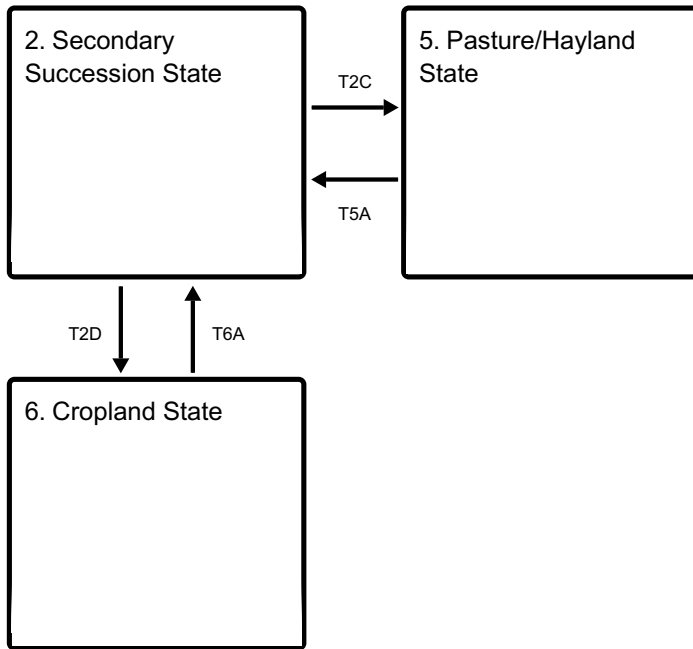 2. Secondary
Succession State
5. Pasture/Hayland
State
T2C
T5A
T2D
T6A
6. Cropland State